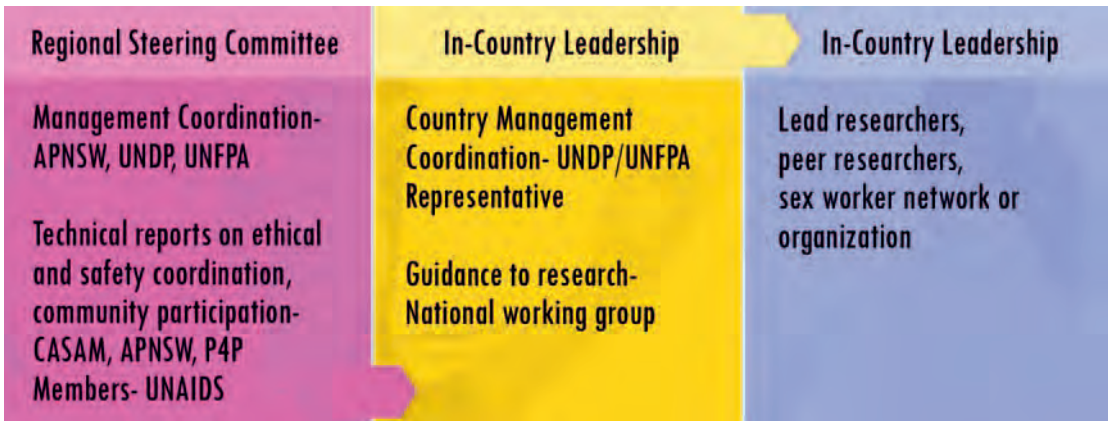 Regional Steering Committee
Management Coordination-
APNSW, UNDP, UNFPA
Technical reports on ethical
and safety coordination,
community participation-
CASAM, APNSW, P4P
Members- UNAIDS
In-Country Leadership
Country Management
Coordination- UNDP/UNFPA
Representative
Guidance to research-
National working group
In-Country Leadership
Lead researchers,
peer researchers,
sex worker network or
organization